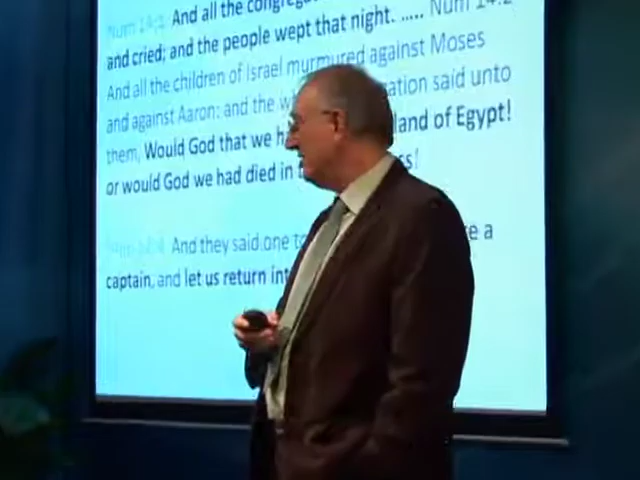 Num 14:1 And all the congrega
and cried; and the people wept that night. ..... Num 14:2
And all the children of Israel murmured against Moses
and against Aaron: and the ation said unto
them, Would God that we land of Egypt!
or would God we had died in ss!
And they said one to a
captain, and let us return